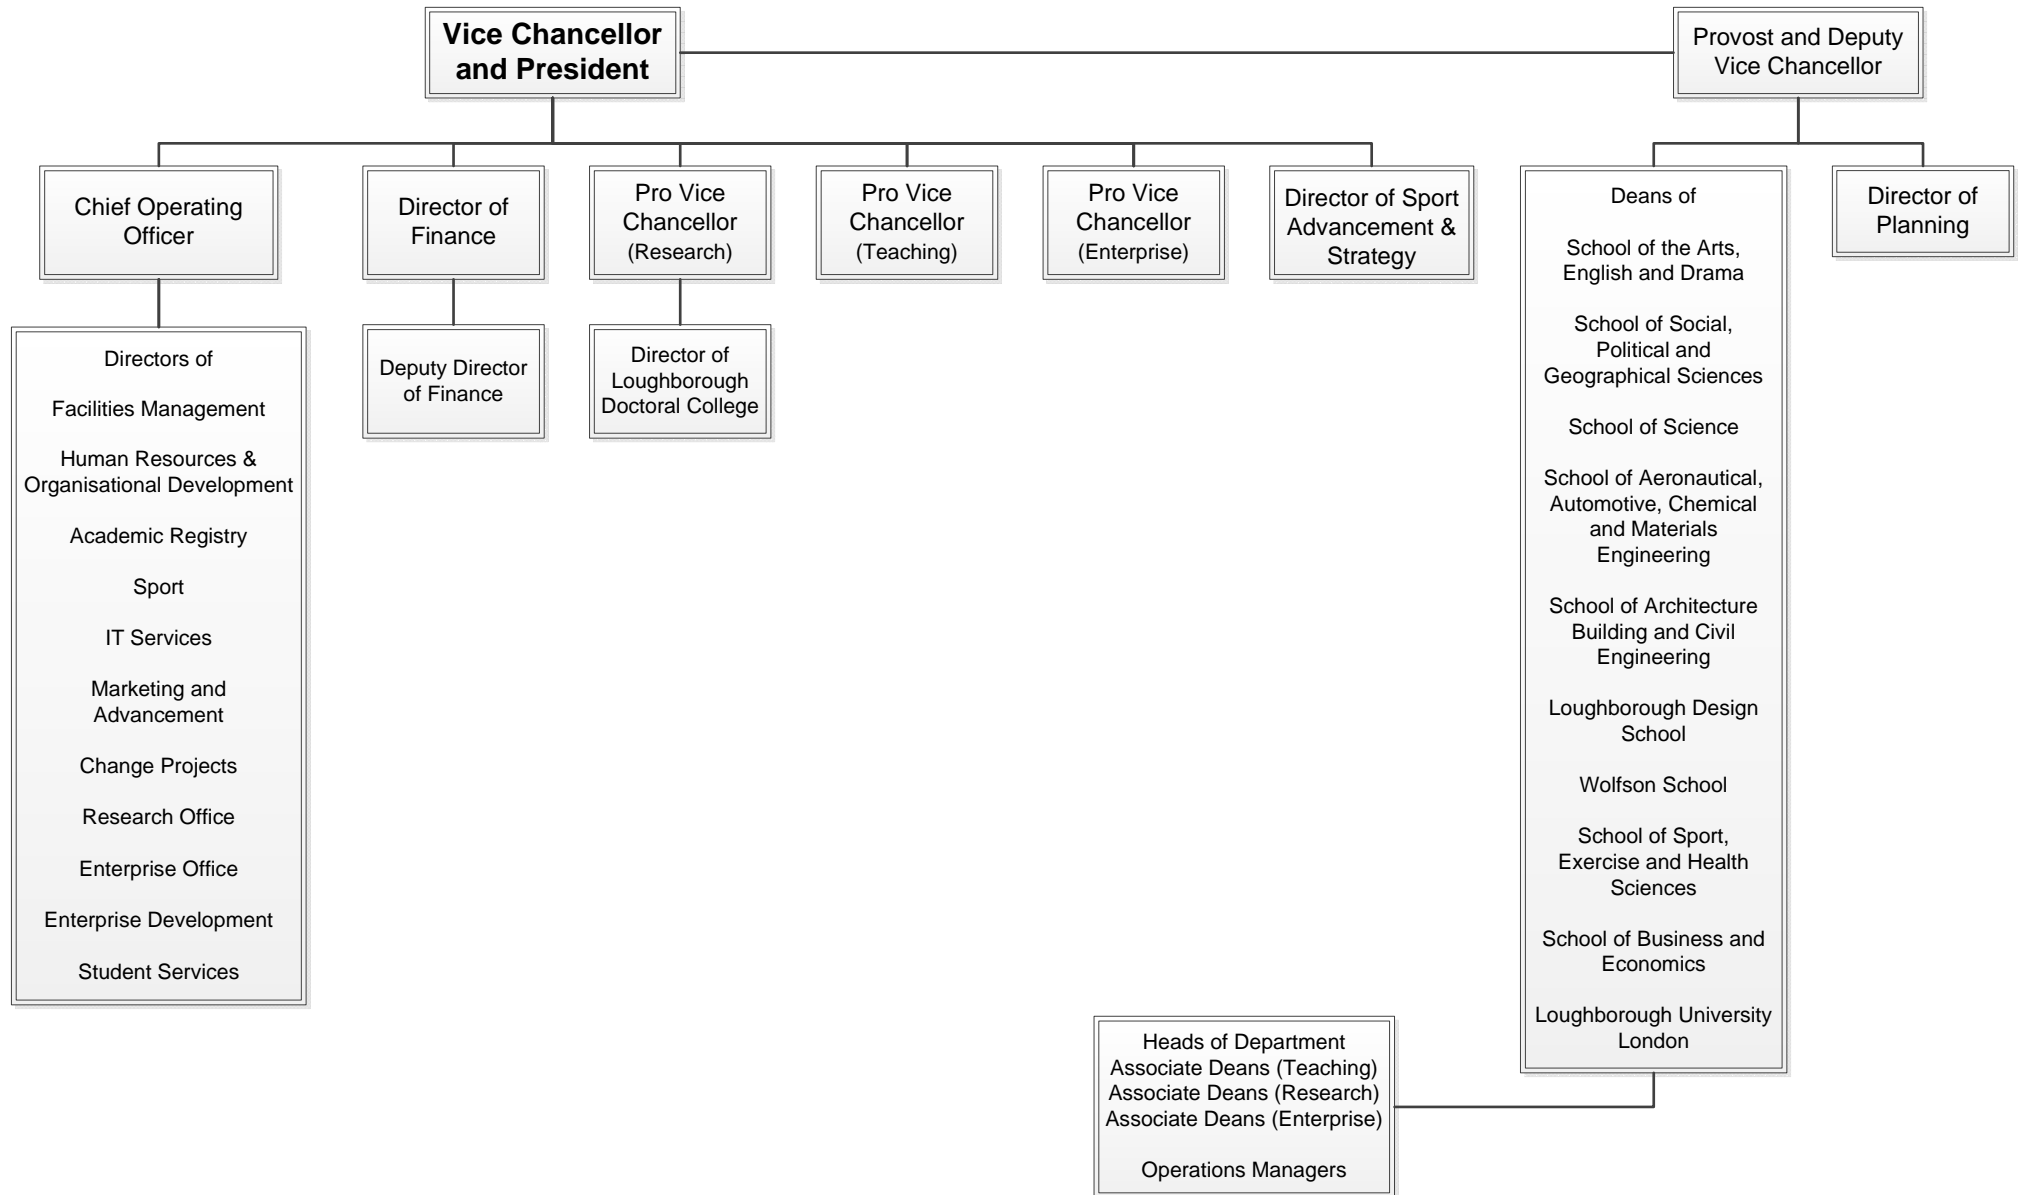 Vice Chancellor
and President
Provost and Deputy
Vice Chancellor
Chief Operating
Officer
Director of
Finance
Pro Vice
Chancellor
(Research)
Pro Vice
Chancellor
(Teaching)
Pro Vice
Chancellor
(Enterprise)
Director of Sport
Advancement &
Strategy
Deans of
School of the Arts,
English and Drama
School of Social,
Political and
Geographical Sciences
School of Science
School of Aeronautical,
Automotive, Chemical
and Materials
Engineering
School of Architecture
Building and Civil
Engineering
Loughborough Design
School
Wolfson School
School of Sport,
Exercise and Health
Sciences
School of Business and
Economics
Loughborough University
London
Director of
Planning
Directors of
Facilities Management
Human Resources &
Organisational Development
Academic Registry
Sport
IT Services
Marketing and
Advancement
Change Projects
Research Office
Enterprise Office
Enterprise Development
Student Services
Deputy Director
of Finance
Director of
Loughborough
Doctoral College
Heads of Department
Associate Deans (Teaching)
Associate Deans (Research)
Associate Deans (Enterprise)
Operations Managers